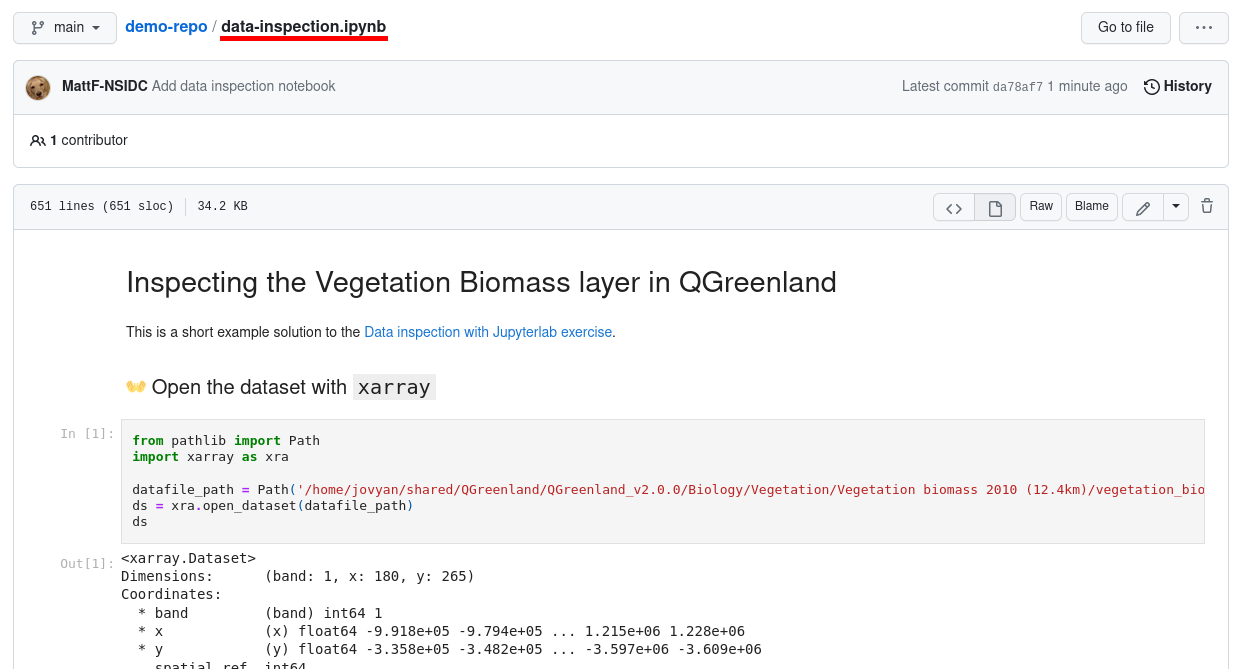 main demo-repo / data-inspection.ipynb Go to file ...
MattF-NSIDC Add data inspection notebook Latest commit da78af7 1 minute ago History
1 contributor
651 lines (651 sloc) 34.2 KB <> Raw Blame
Inspecting the Vegetation Biomass layer in QGreenland
This is a short example solution to the Data inspection with Jupyterlab exercise.
👐 Open the dataset with xarray
In [1]:
from pathlib import Path
import xarray as xra
datafile_path = Path('/home/jovyan/shared/QGreenland/QGreenland_v2.0.0/Biology/Vegetation/Vegetation biomass 2010 (12.4km)/vegetation_bio
ds = xra.open_dataset(datafile_path)
ds
Out[1]:
<xarray.Dataset>
Dimensions: (band: 1, x: 180, y: 265)
Coordinates:
* band (band) int64 1
* x (x) float64 -9.918e+05 -9.794e+05 ... 1.215e+06 1.228e+06
* y (y) float64 -3.358e+05 -3.482e+05 ... -3.597e+06 -3.609e+06
spatial_ref int64